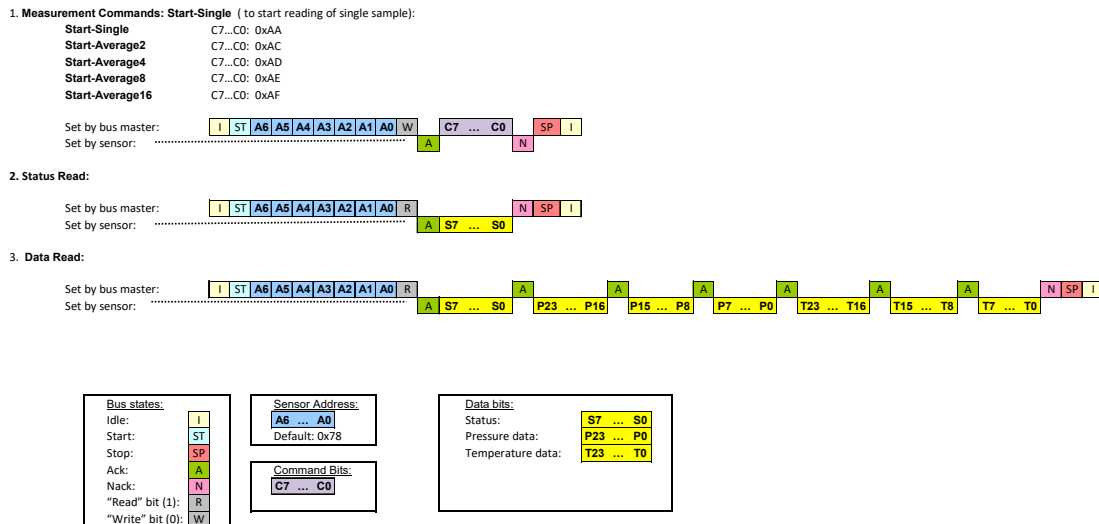 1. Measurement Commands: Start-Single ( to start reading of single sample):
Start-Single C7...C0: 0xAA
Start-Average2 C7...C0: 0xAC
Start-Average4 C7...C0: 0xAD
Start-Average8 C7...C0: 0xAE
Start-Average16 C7...C0: 0xAF
Set by bus master: I ST A6 A5 A4 A3 A2 A1 A0 W C7 ... C0 SP I
Set by sensor: A N
2. Status Read:
Set by bus master: I ST A6 A5 A4 A3 A2 A1 A0 R N SP I
Set by sensor: A S7 ... S0
3. Data Read:
Set by bus master: I ST A6 A5 A4 A3 A2 A1 A0 R A A A A A A N SP I
Set by sensor: A S7 ... S0 P23 ... P16 P15 ... P8 P7 ... P0 T23 ... T16 T15 ... T8 T7 ... T0
Bus states:
Idle: I
Start: ST
Stop: SP
Ack: A
Nack: N
"Read" bit (1): R
"Write" bit (0): W
Sensor Address:
A6 ... A0
Default: 0x78
Command Bits:
C7 ... C0
Data bits:
Status: S7 ... S0
Pressure data: P23 ... P0
Temperature data: T23 ... T0